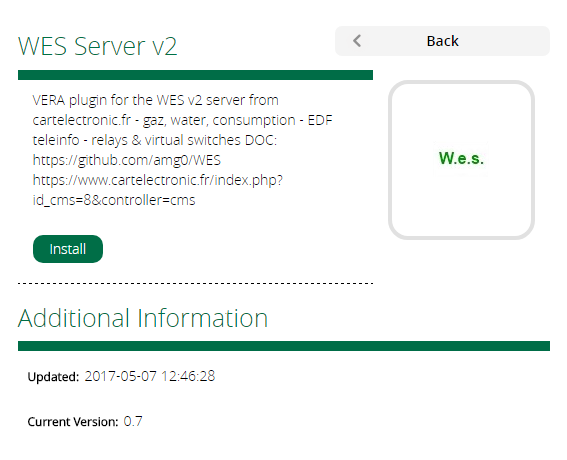 WES Server v2
Back
VERA plugin for the WES v2 server from
cartelectronic.fr - gaz, water, consumption - EDF
teleinfo - relays & virtual switches DOC:
https://github.com/amg0/WES
https://www.cartelectronic.fr/index.php?
id_cms=8&controller=cms
W.e.s.
Install
Additional Information
Updated: 2017-05-07 12:46:28
Current Version: 0.7